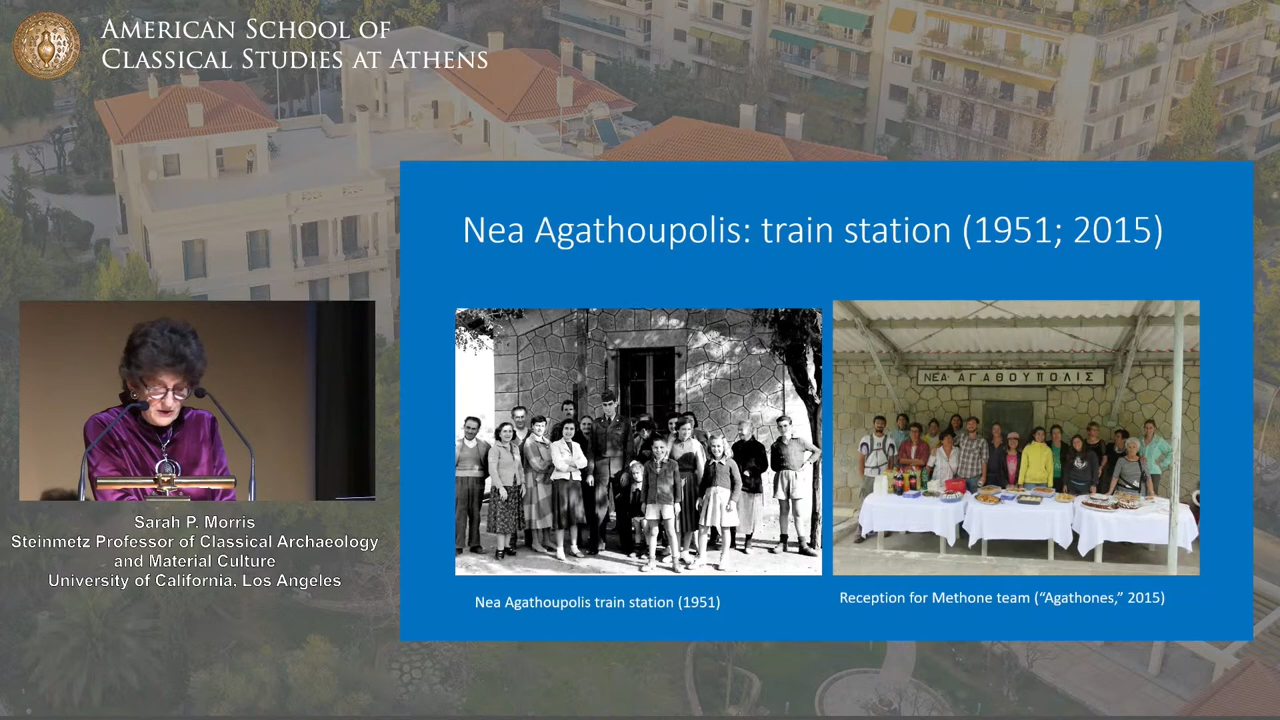 AMERICAN SCHOOL OF
CLASSICAL STUDIES AT ATHENS
Nea Agathoupolis: train station (1951; 2015)
ΝΕΑ ΑΓΑΘΟΥΠΟΛΙΣ
Nea Agathoupolis train station (1951)
Reception for Methone team (“Agathones,” 2015)
Sarah P. Morris
Steinmetz Professor of Classical Archaeology
and Material Culture
University of California, Los Angeles